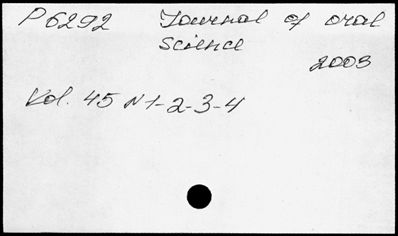 P6292 Journal of oral
Science
2003
Vol. 45 N 1-2-3-4